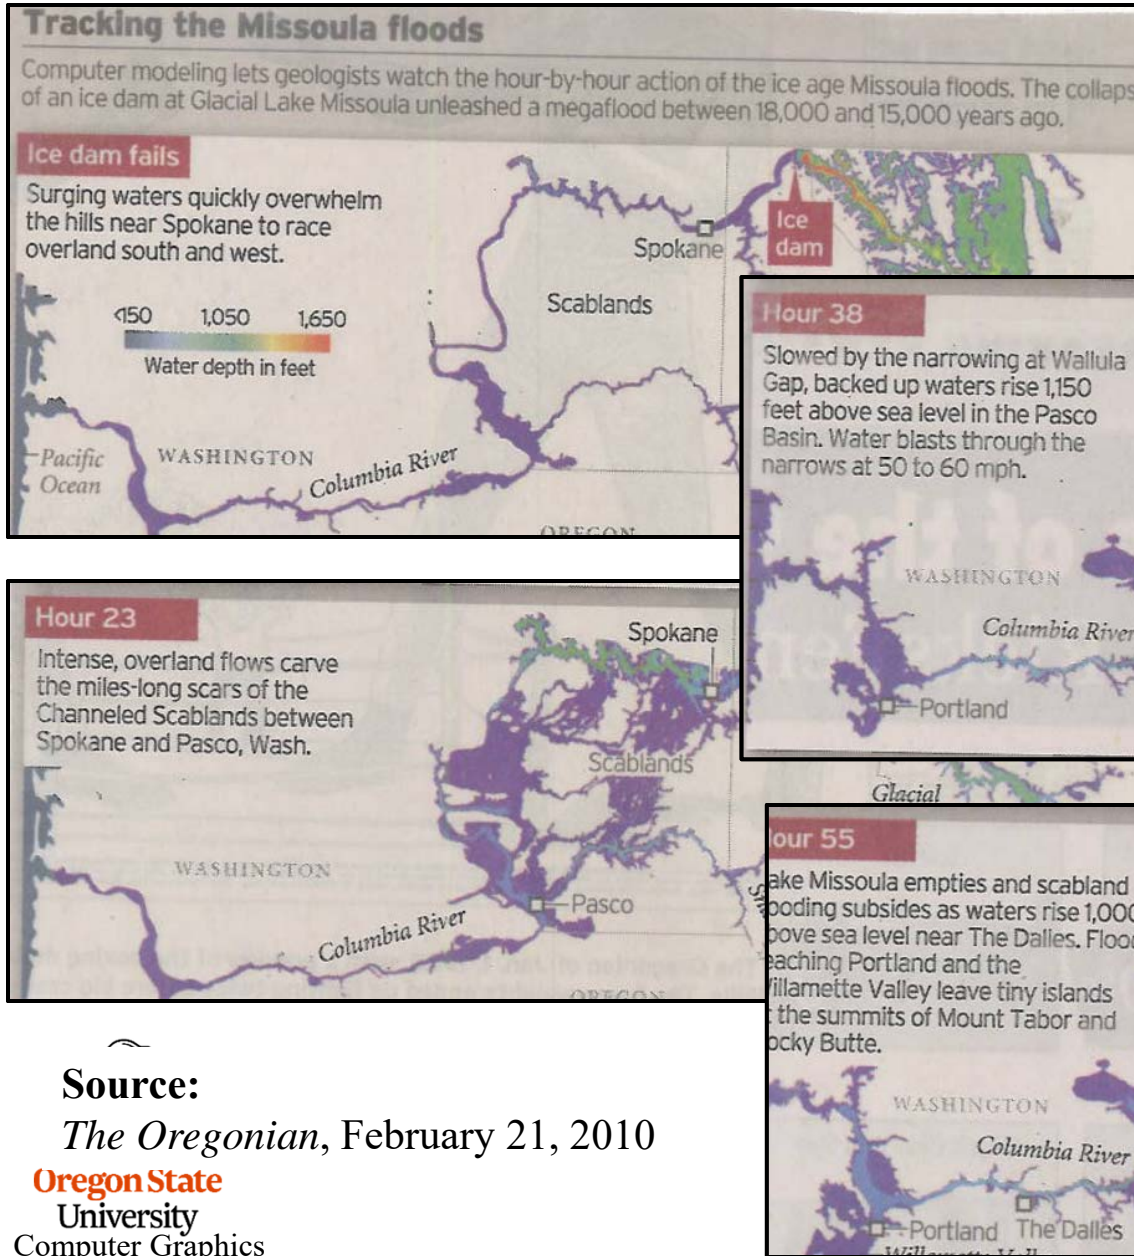 Tracking the Missoula floods
Computer modeling lets geologists watch the hour-by-hour action of the ice age Missoula floods. The collaps
of an ice dam at Glacial Lake Missoula unleashed a megaflood between 18,000 and 15,000 years ago.
Ice dam fails
Surging waters quickly overwhelm
the hills near Spokane to race
overland south and west.
<150 1,050 1,650
Water depth in feet
Spokane
Ice
dam
Scablands
Pacific
Ocean
WASHINGTON
Columbia River
OREGON
Hour 38
Slowed by the narrowing at Wallula
Gap, backed up waters rise 1,150
feet above sea level in the Pasco
Basin. Water blasts through the
narrows at 50 to 60 mph.
WASHINGTON
Columbia River
Portland
Hour 23
Intense, overland flows carve
the miles-long scars of the
Channeled Scablands between
Spokane and Pasco, Wash.
Spokane
Scablands
WASHINGTON
Pasco
Columbia River
OREGON
Glacial
our 55
ake Missoula empties and scabland
ooding subsides as waters rise 1,000
bove sea level near The Dalles. Flood
eaching Portland and the
illamette Valley leave tiny islands
t the summits of Mount Tabor and
ocky Butte.
WASHINGTON
Columbia River
Portland The Dalles
Source:
The Oregonian, February 21, 2010
Oregon State
University
Computer Graphics